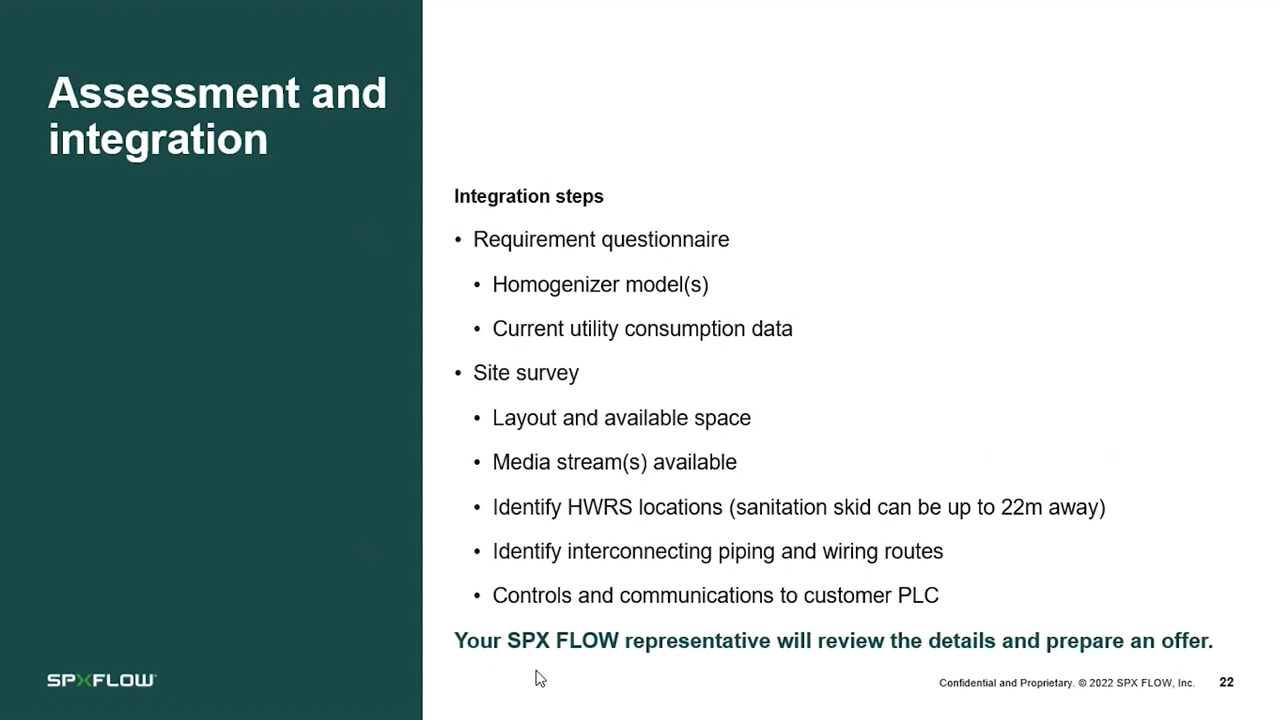 Assessment and
integration
Integration steps
• Requirement questionnaire
• Homogenizer model(s)
• Current utility consumption data
• Site survey
• Layout and available space
• Media stream(s) available
• Identify HWRS locations (sanitation skid can be up to 22m away)
• Identify interconnecting piping and wiring routes
• Controls and communications to customer PLC
Your SPX FLOW representative will review the details and prepare an offer.
SPXFLOW
Confidential and Proprietary. © 2022 SPX FLOW, Inc. 22